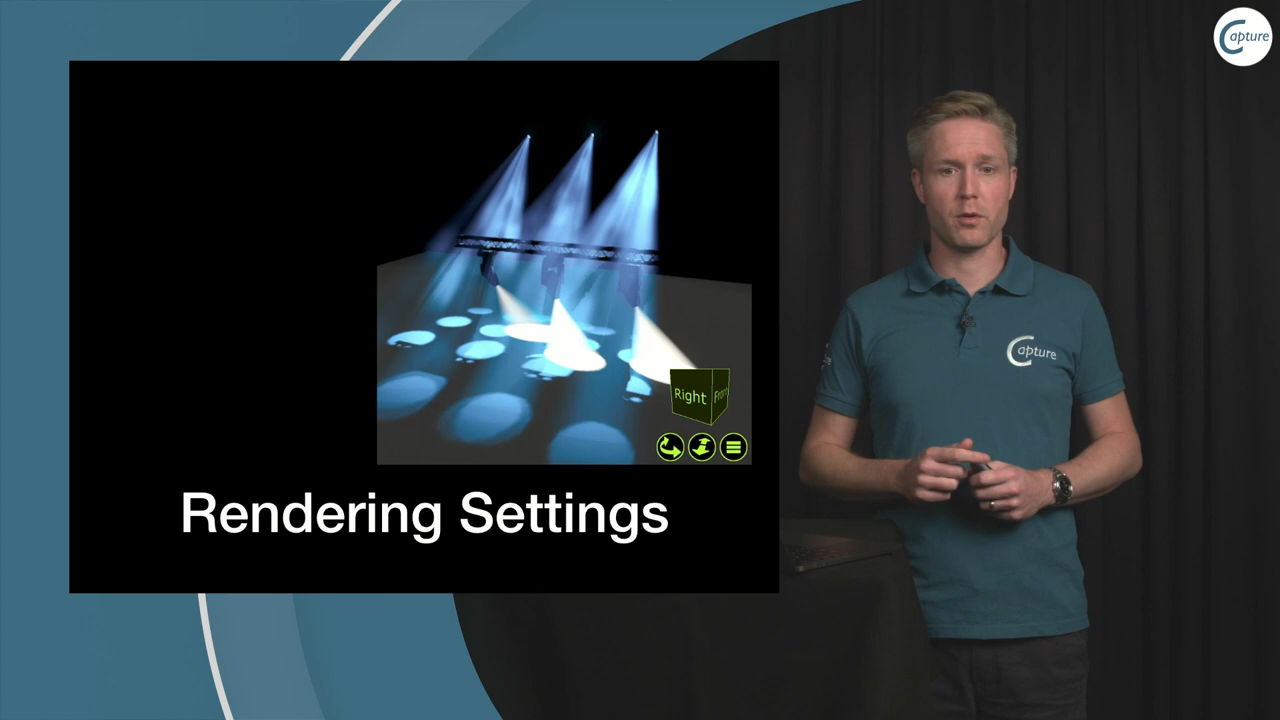 Capture
Right
Front
Rendering Settings
Capture